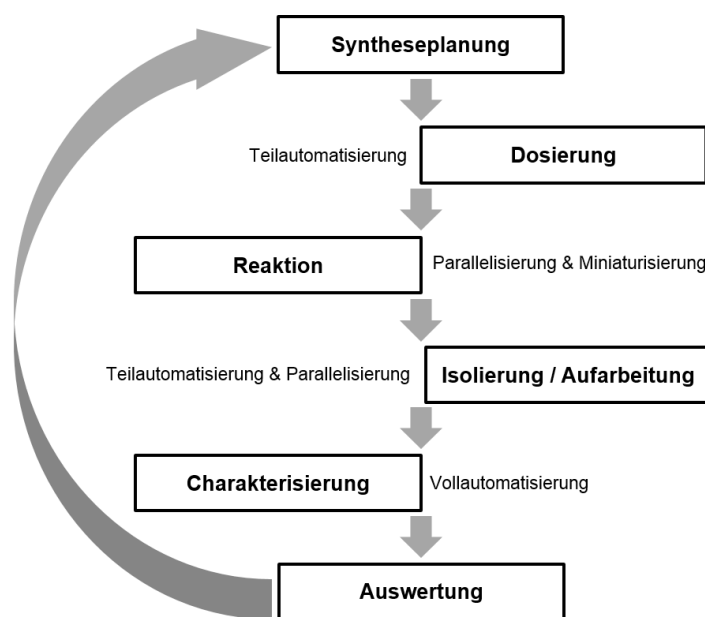 Syntheseplanung
Teilautomatisierung
Dosierung
Reaktion
Parallelisierung & Miniaturisierung
Teilautomatisierung & Parallelisierung
Isolierung / Aufarbeitung
Charakterisierung
Vollautomatisierung
Auswertung